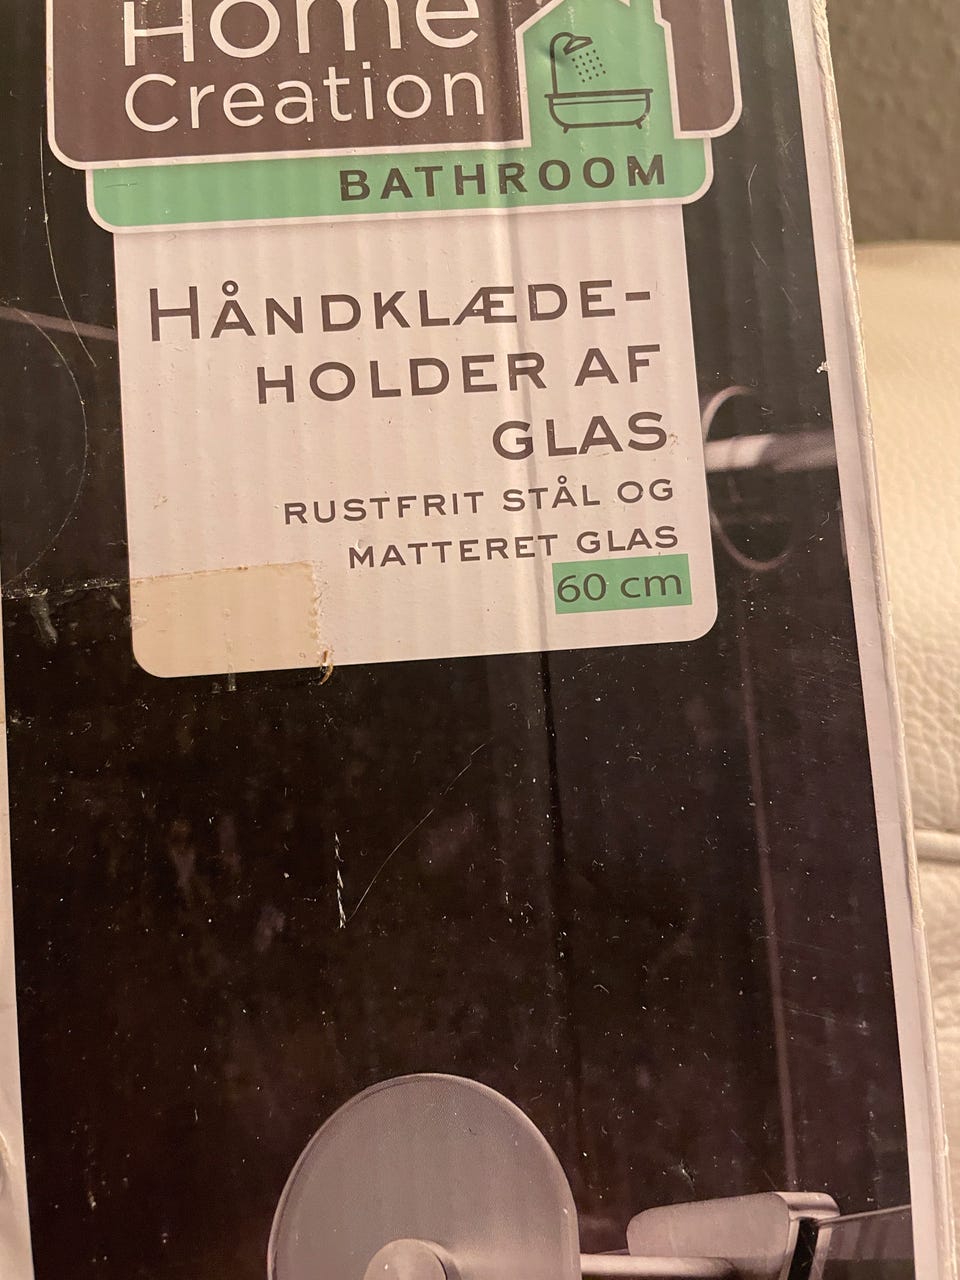 Home
Creation
BATHROOM
HÅNDKLÆDE-
HOLDER AF
GLAS
RUSTFRIT STÅL OG
MATTERET GLAS
60 cm